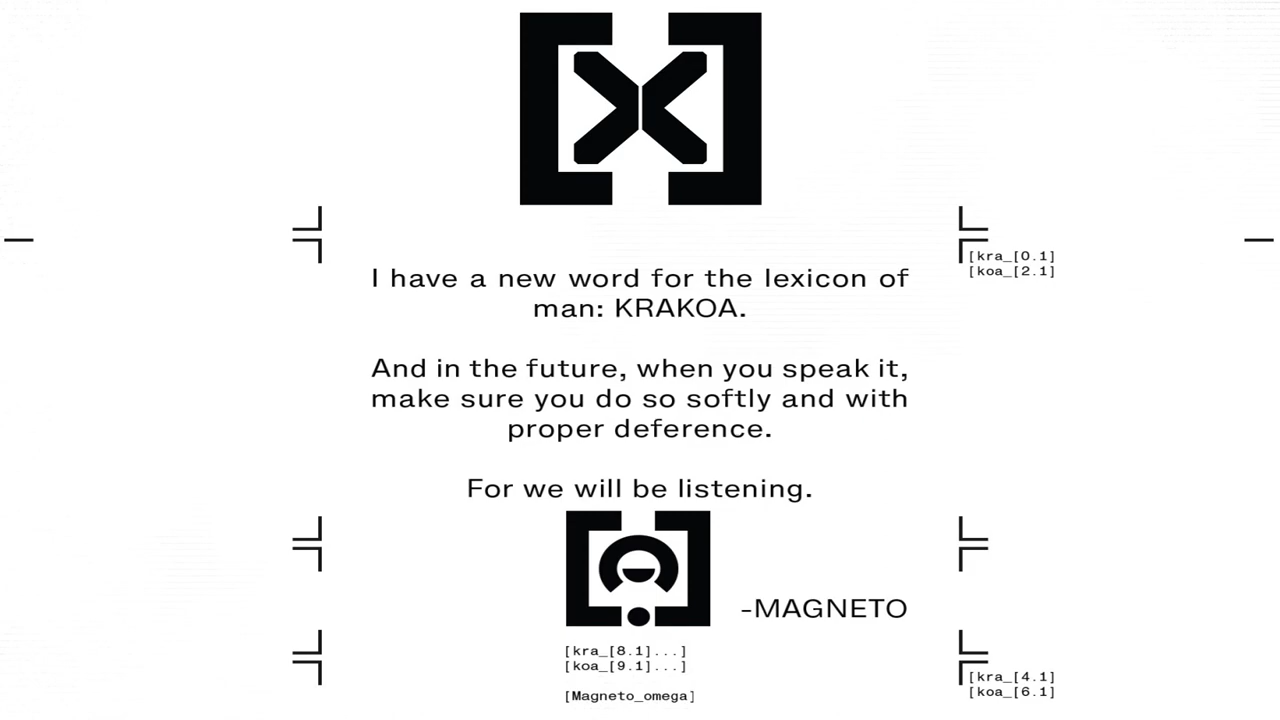 [X]
[kra_[0.1]
[koa_[2.1]
I have a new word for the lexicon of
man: KRAKOA.
And in the future, when you speak it,
make sure you do so softly and with
proper deference.
For we will be listening.
-MAGNETO
[kra_[8.1]...]
[koa_[9.1]...]
[Magneto_omega]
[kra_[4.1]
[koa_[6.1]